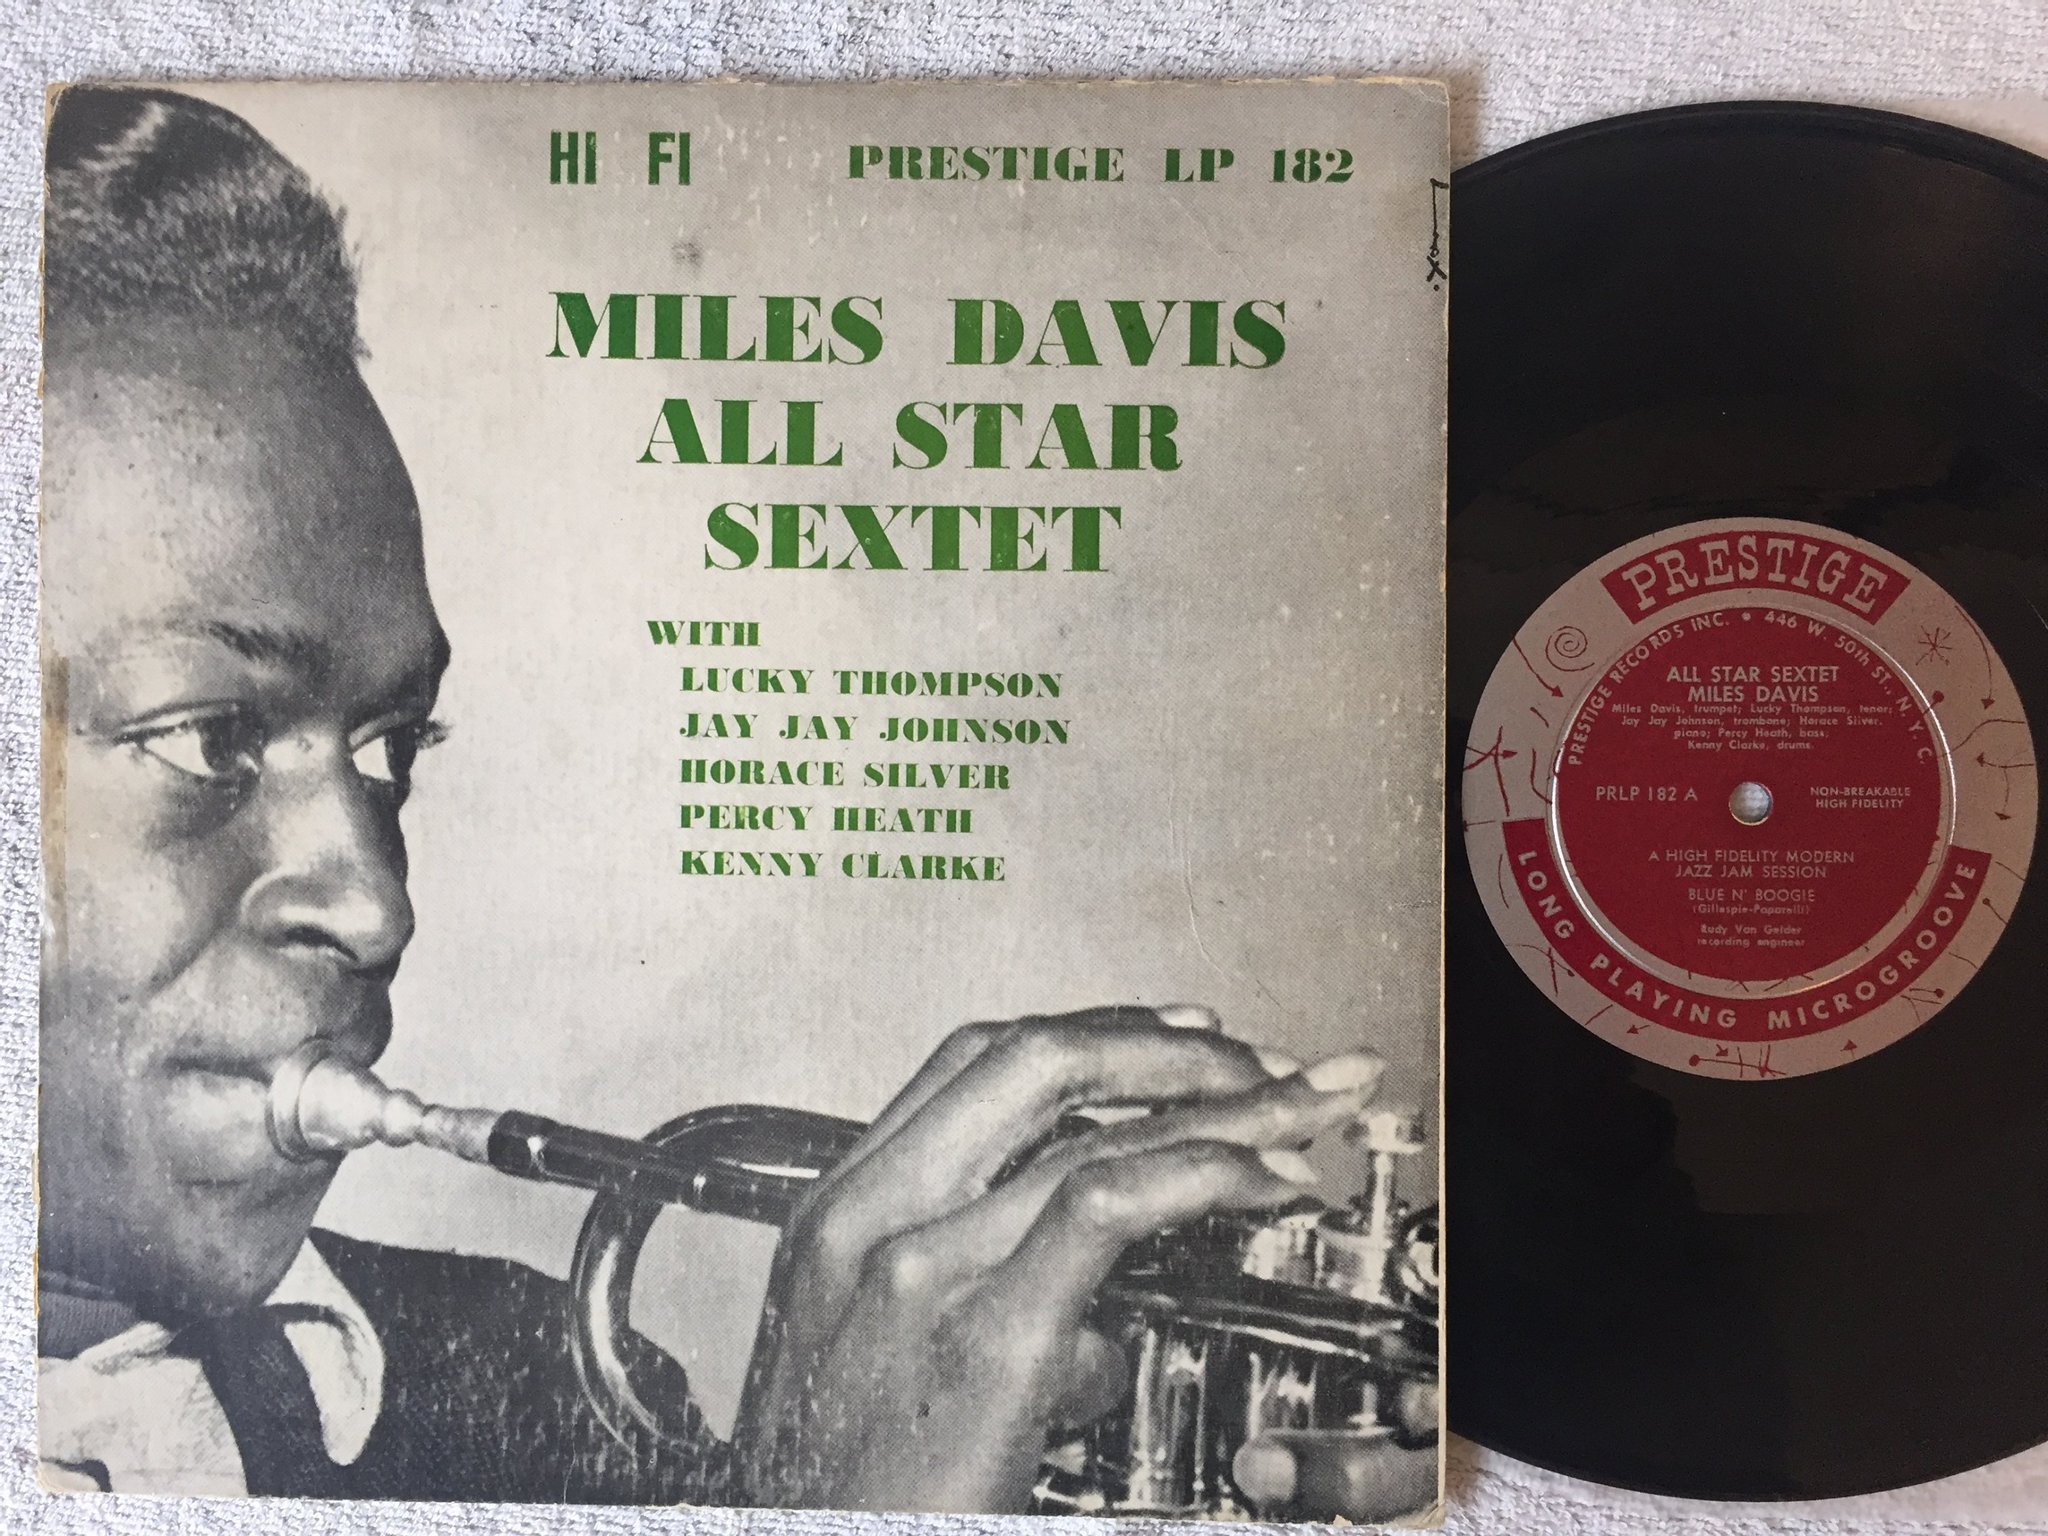 HI FI PRESTIGE LP 182
MILES DAVIS
ALL STAR
SEXTET
WITH
LUCKY THOMPSON
JAY JAY JOHNSON
HORACE SILVER
PERCY HEATH
KENNY CLARKE
PRESTIGE
PRESTIGE RECORDS INC. • 446 W. 50th ST., N.Y.C.
ALL STAR SEXTET
MILES DAVIS
Miles Davis, trumpet; Lucky Thompson, tenor;
Jay Jay Johnson, trombone; Horace Silver,
piano; Percy Heath, bass;
Kenny Clarke, drums.
PRLP 182 A
NON-BREAKABLE
HIGH FIDELITY
A HIGH FIDELITY MODERN
JAZZ JAM SESSION
BLUE N' BOOGIE
(Gillespie-Paparelli)
Rudy Van Gelder
recording engineer
LONG PLAYING MICROGROOVE